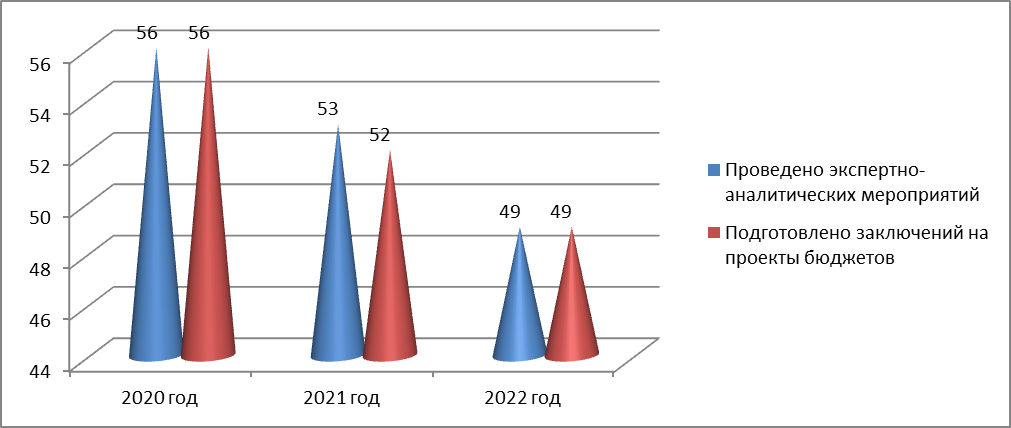 56
56
56
54
53
52
52
50
49
49
48
46
44
2020 год
2021 год
2022 год
Проведено экспертно-
аналитических мероприятий
Подготовлено заключений на
проекты бюджетов